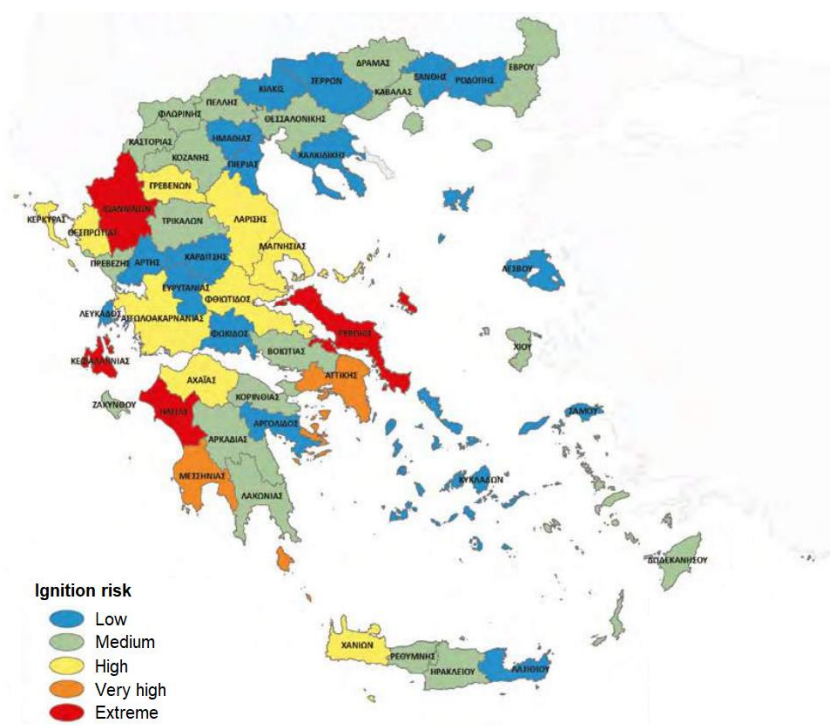 ΔΡΑΜΑΣ
ΞΑΝΘΗΣ
ΡΟΔΟΠΗΣ
ΕΒΡΟΥ
ΣΕΡΡΩΝ
ΚΙΛΚΙΣ
ΚΑΒΑΛΑΣ
ΠΕΛΛΗΣ
ΦΛΩΡΙΝΗΣ
ΘΕΣΣΑΛΟΝΙΚΗΣ
ΗΜΑΘΙΑΣ
ΚΑΣΤΟΡΙΑΣ
ΚΟΖΑΝΗΣ
ΠΙΕΡΙΑΣ
ΧΑΛΚΙΔΙΚΗΣ
ΓΡΕΒΕΝΩΝ
ΙΩΑΝΝΙΝΩΝ
ΚΕΡΚΥΡΑΣ
ΘΕΣΠΡΩΤΙΑΣ
ΤΡΙΚΑΛΩΝ
ΛΑΡΙΣΗΣ
ΜΑΓΝΗΣΙΑΣ
ΠΡΕΒΕΖΗΣ
ΑΡΤΗΣ
ΚΑΡΔΙΤΣΗΣ
ΛΕΣΒΟΥ
ΕΥΡΥΤΑΝΙΑΣ
ΦΘΙΩΤΙΔΟΣ
ΛΕΥΚΑΔΟΣ
ΑΙΤΩΛΟΑΚΑΡΝΑΝΙΑΣ
ΦΩΚΙΔΟΣ
ΕΥΒΟΙΑΣ
ΒΟΙΩΤΙΑΣ
ΧΙΟΥ
ΚΕΦΑΛΛΗΝΙΑΣ
ΑΧΑΪΑΣ
ΑΤΤΙΚΗΣ
ΖΑΚΥΝΘΟΥ
ΗΛΕΙΑΣ
ΚΟΡΙΝΘΙΑΣ
ΣΑΜΟΥ
ΑΡΓΟΛΙΔΟΣ
ΑΡΚΑΔΙΑΣ
ΜΕΣΣΗΝΙΑΣ
ΚΥΚΛΑΔΩΝ
ΛΑΚΩΝΙΑΣ
ΔΩΔΕΚΑΝΗΣΟΥ
ΧΑΝΙΩΝ
ΡΕΘΥΜΝΗΣ
ΗΡΑΚΛΕΙΟΥ
ΛΑΣΙΘΙΟΥ
Ignition risk
Low
Medium
High
Very high
Extreme